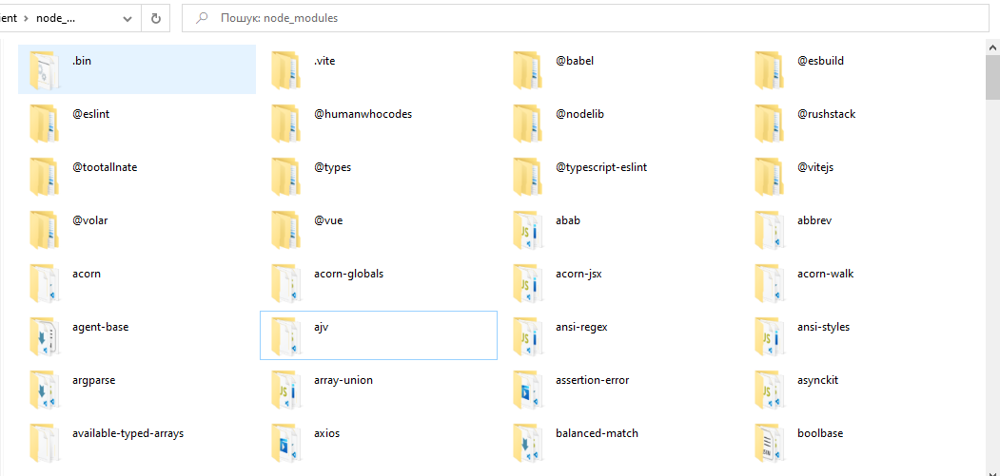 ient > node_...
Пошук: node_modules
.bin
.vite
@babel
@esbuild
@eslint
@humanwhocodes
@nodelib
@rushstack
@tootallnate
@types
@typescript-eslint
@vitejs
@volar
@vue
abab
abbrev
acorn
acorn-globals
acorn-jsx
acorn-walk
agent-base
ajv
ansi-regex
ansi-styles
argparse
array-union
assertion-error
asynckit
available-typed-arrays
axios
balanced-match
boolbase